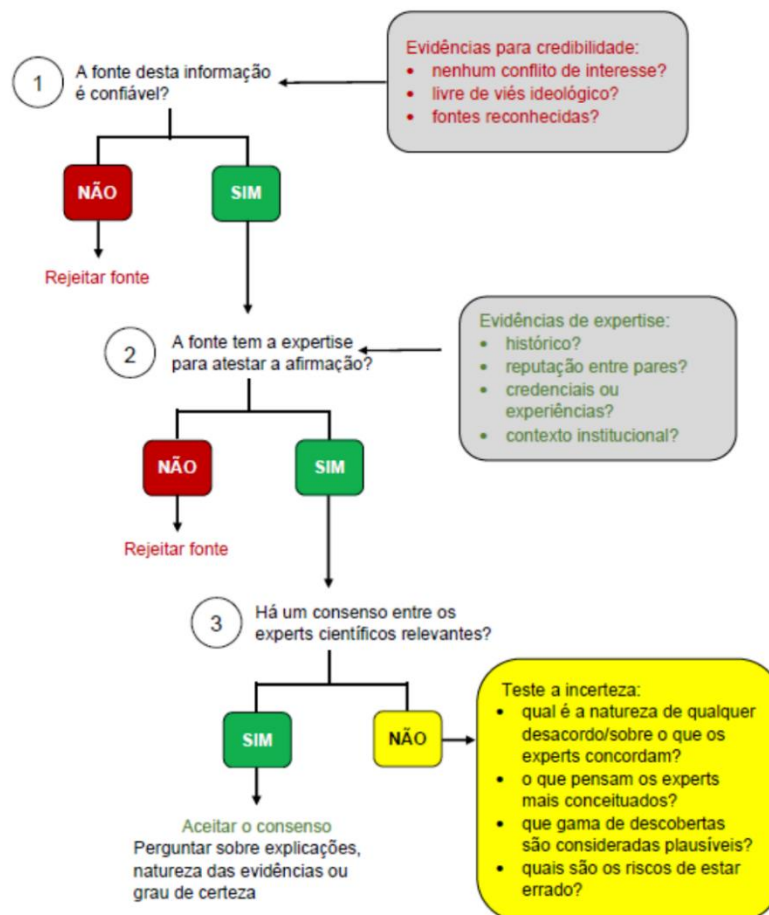 1
A fonte desta informação
é confiável?
Evidências para credibilidade:
• nenhum conflito de interesse?
• livre de viés ideológico?
• fontes reconhecidas?
NÃO
SIM
Rejeitar fonte
2
A fonte tem a expertise
para atestar a afirmação?
Evidências de expertise:
• histórico?
• reputação entre pares?
• credenciais ou
experiências?
• contexto institucional?
NÃO
SIM
Rejeitar fonte
3
Há um consenso entre os
experts científicos relevantes?
SIM
NÃO
Teste a incerteza:
• qual é a natureza de qualquer
desacordo/sobre o que os
experts concordam?
• o que pensam os experts
mais conceituados?
• que gama de descobertas
são consideradas plausíveis?
• quais são os riscos de estar
errado?
Aceitar o consenso
Perguntar sobre explicações,
natureza das evidências ou
grau de certeza